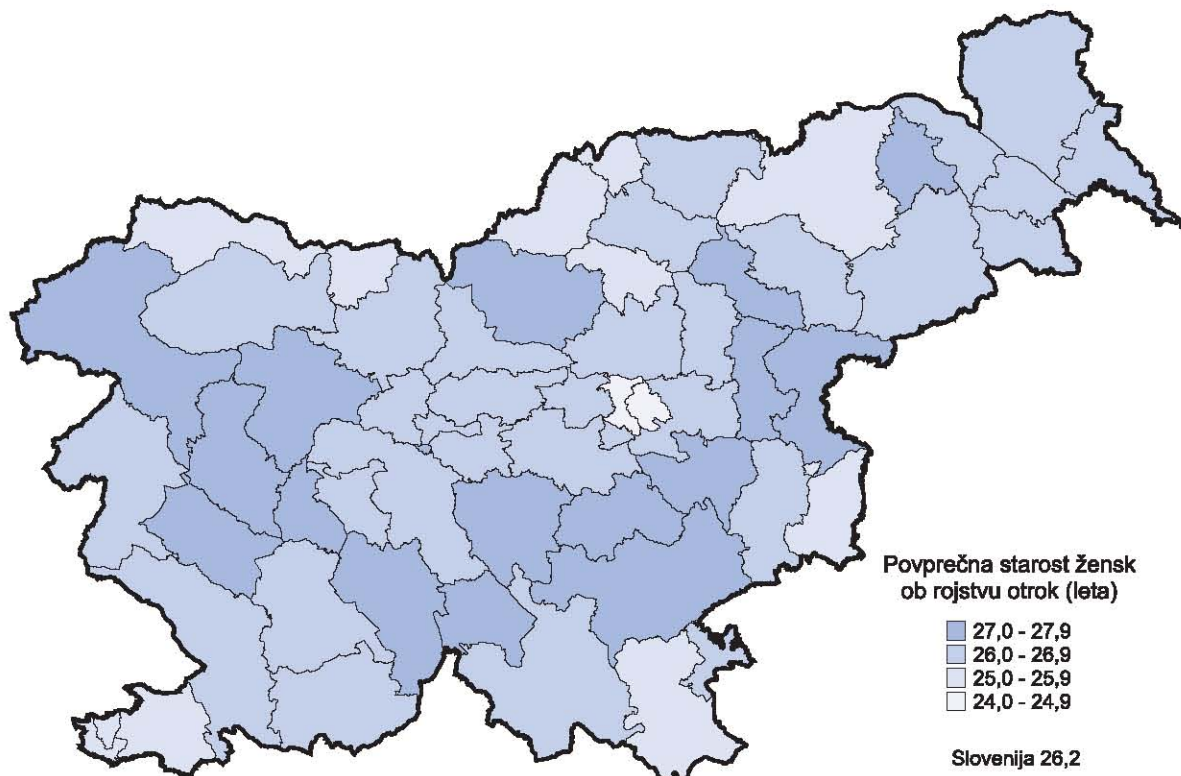 Povprečna starost žensk
ob rojstvu otrok (leta)
27,0 - 27,9
26,0 - 26,9
25,0 - 25,9
24,0 - 24,9
Slovenija 26,2